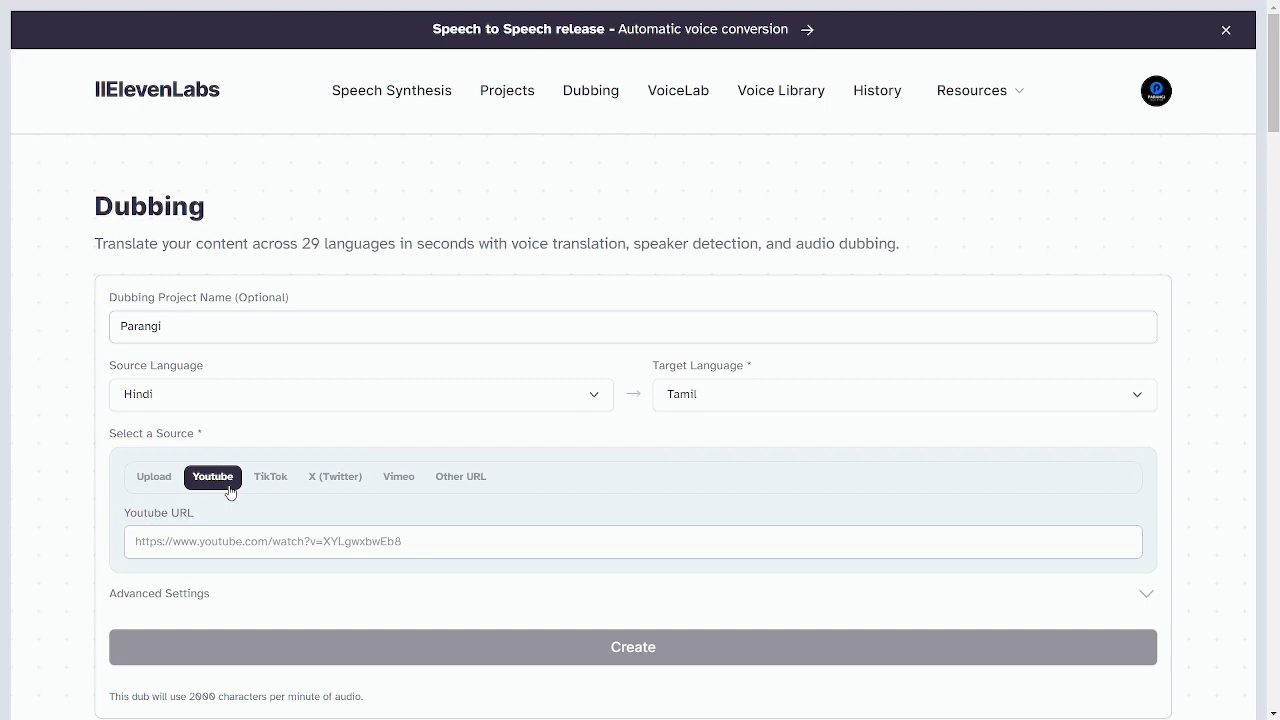 Speech to Speech release - Automatic voice conversion →
IIElevenLabs Speech Synthesis Projects Dubbing VoiceLab Voice Library History Resources
PARANGI
Dubbing
Translate your content across 29 languages in seconds with voice translation, speaker detection, and audio dubbing.
Dubbing Project Name (Optional)
Parangi
Source Language Target Language *
Hindi → Tamil
Select a Source *
Upload Youtube TikTok X (Twitter) Vimeo Other URL
Youtube URL
https://www.youtube.com/watch?v=XYLgwxbwEb8
Advanced Settings
Create
This dub will use 2000 characters per minute of audio.